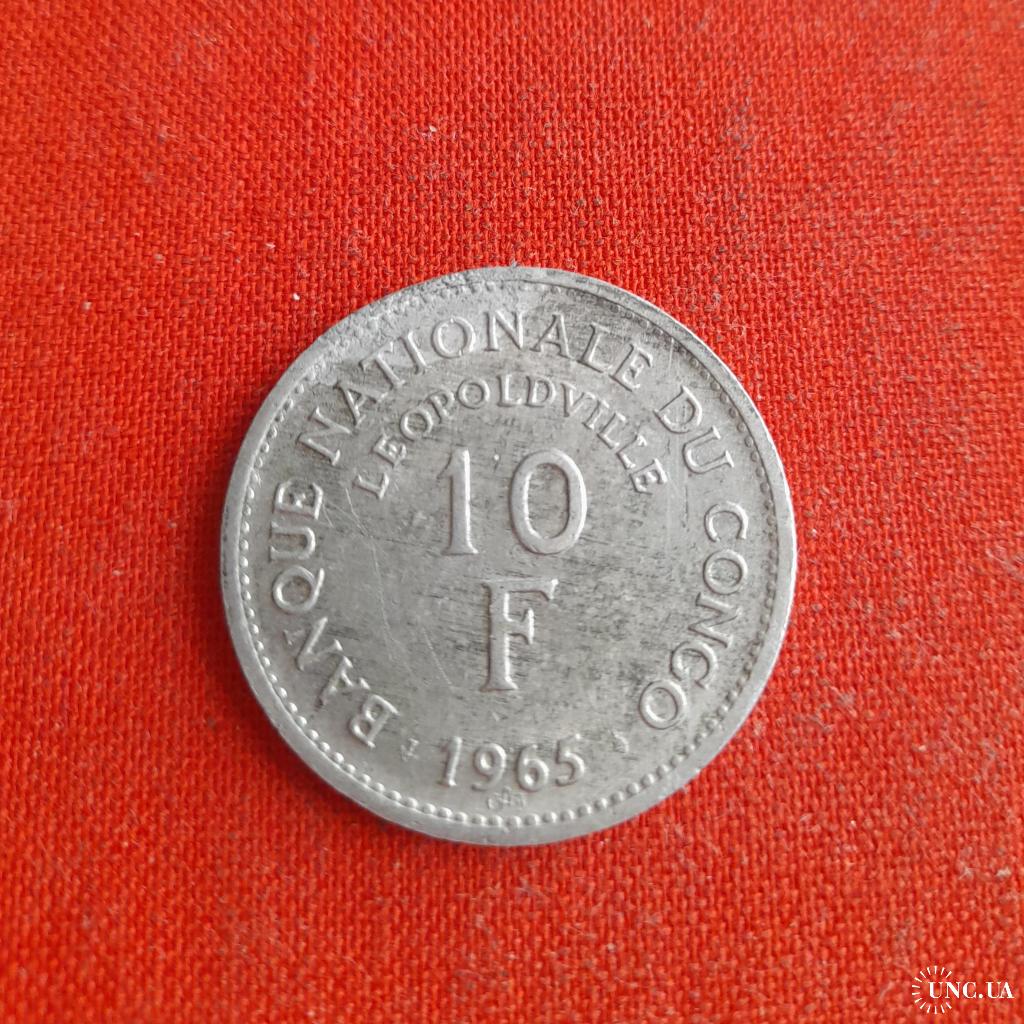 BANQUE NATIONALE DU CONGO
LEOPOLDVILLE
10
F
1965
UNC.UA